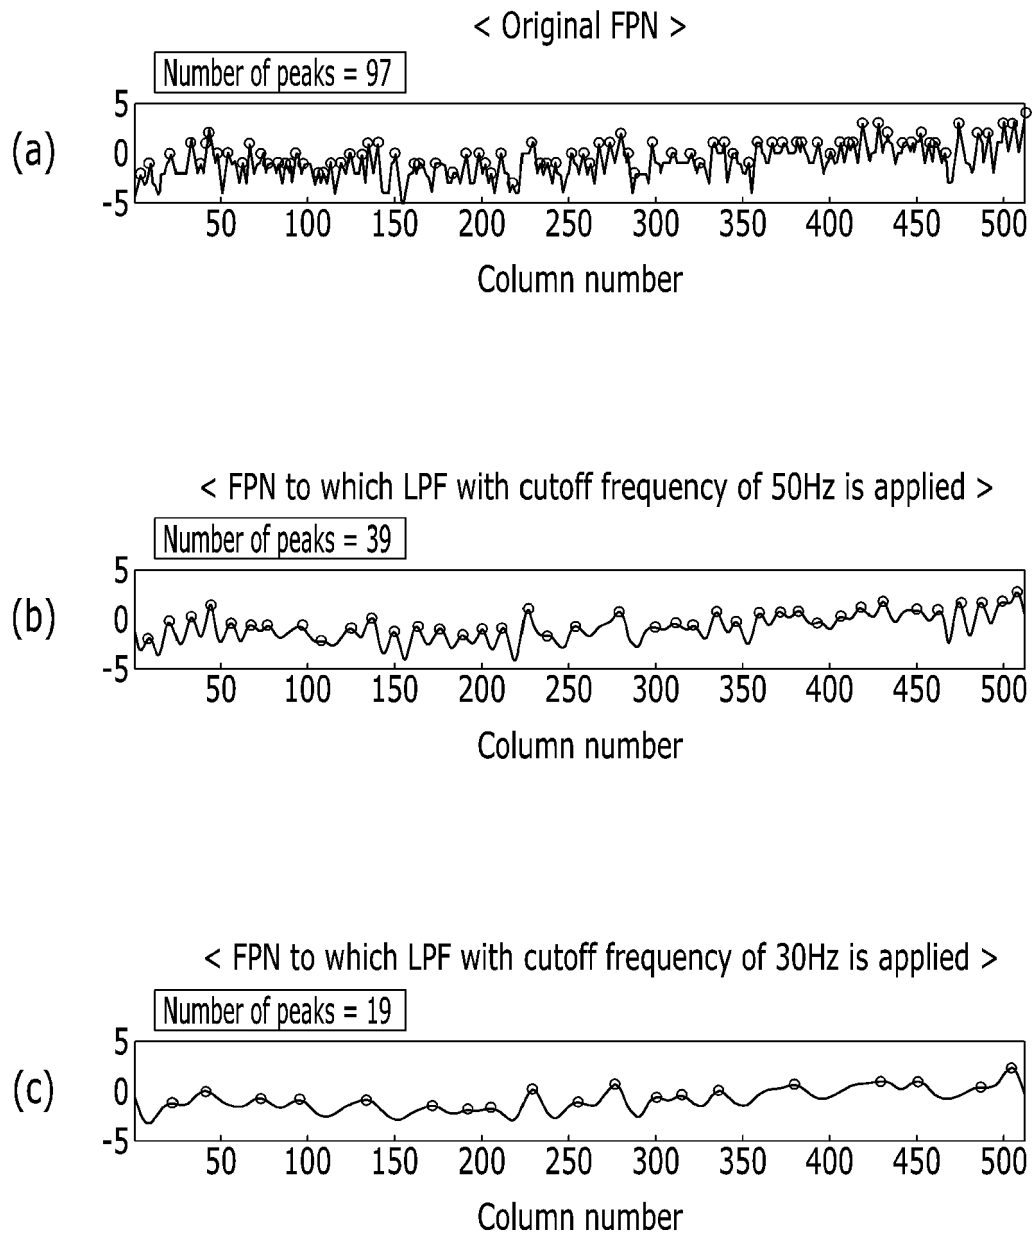 < Original FPN >
Number of peaks = 97
(a)
5
0
-5
50 100 150 200 250 300 350 400 450 500
Column number
< FPN to which LPF with cutoff frequency of 50Hz is applied >
Number of peaks = 39
(b)
5
0
-5
50 100 150 200 250 300 350 400 450 500
Column number
< FPN to which LPF with cutoff frequency of 30Hz is applied >
Number of peaks = 19
(c)
5
0
-5
50 100 150 200 250 300 350 400 450 500
Column number